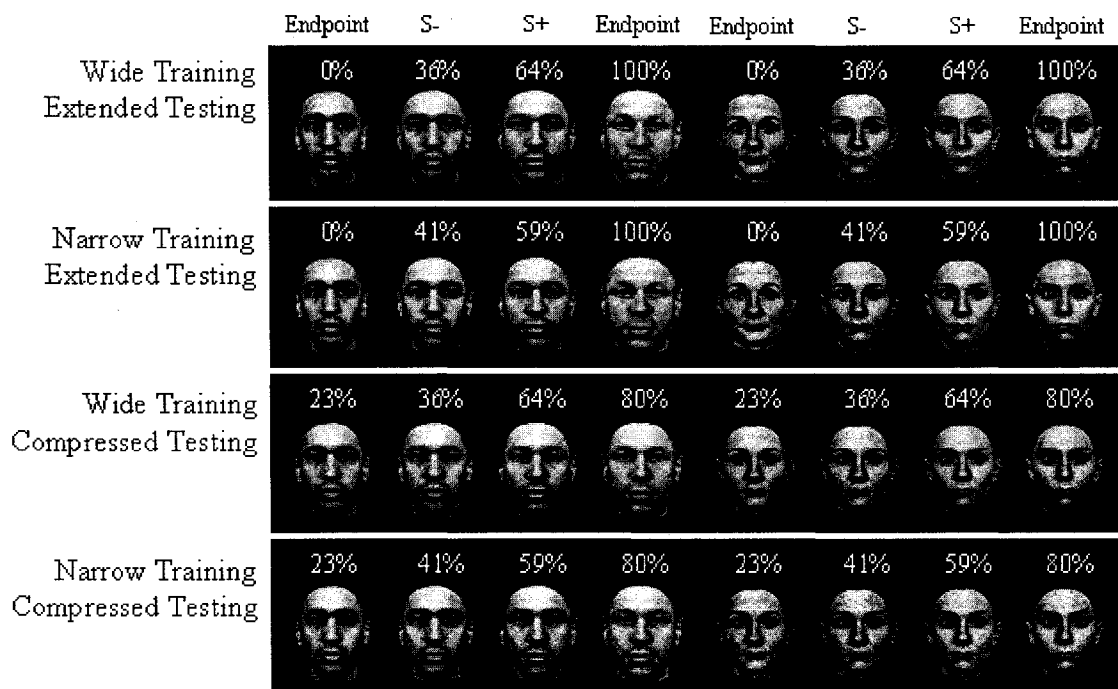 Endpoint S- S+ Endpoint Endpoint S- S+ Endpoint
Wide Training
Extended Testing
0% 36% 64% 100% 0% 36% 64% 100%
Narrow Training
Extended Testing
0% 41% 59% 100% 0% 41% 59% 100%
Wide Training
Compressed Testing
23% 36% 64% 80% 23% 36% 64% 80%
Narrow Training
Compressed Testing
23% 41% 59% 80% 23% 41% 59% 80%